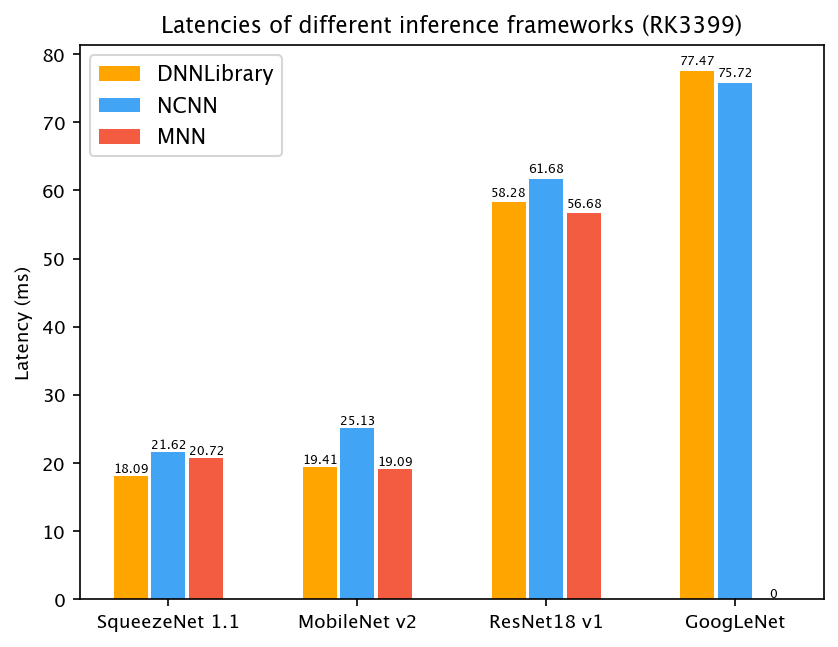 Latencies of different inference frameworks (RK3399)
DNNLibrary
NCNN
MNN
Latency (ms)
80
70
60
50
40
30
20
10
0
18.09
21.62
20.72
19.41
25.13
19.09
58.28
61.68
56.68
77.47
75.72
0
SqueezeNet 1.1
MobileNet v2
ResNet18 v1
GoogLeNet